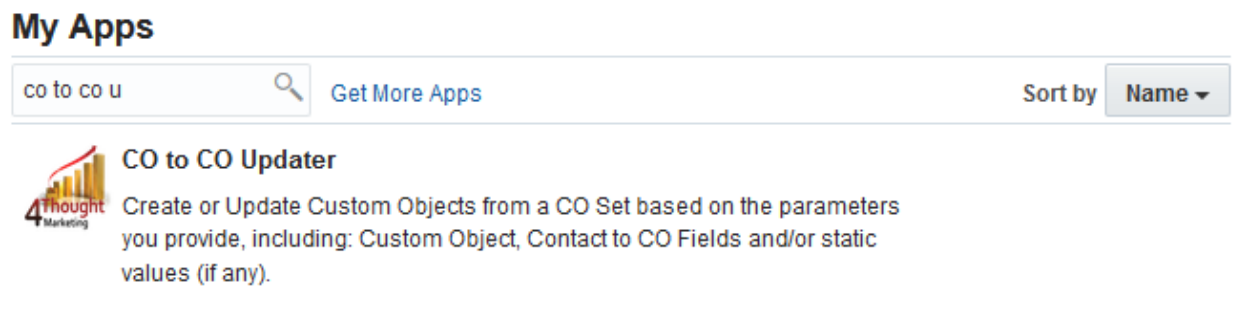 My Apps
co to co u
Get More Apps
Sort by
Name
CO to CO Updater
4Thought
Marketing
Create or Update Custom Objects from a CO Set based on the parameters
you provide, including: Custom Object, Contact to CO Fields and/or static
values (if any).